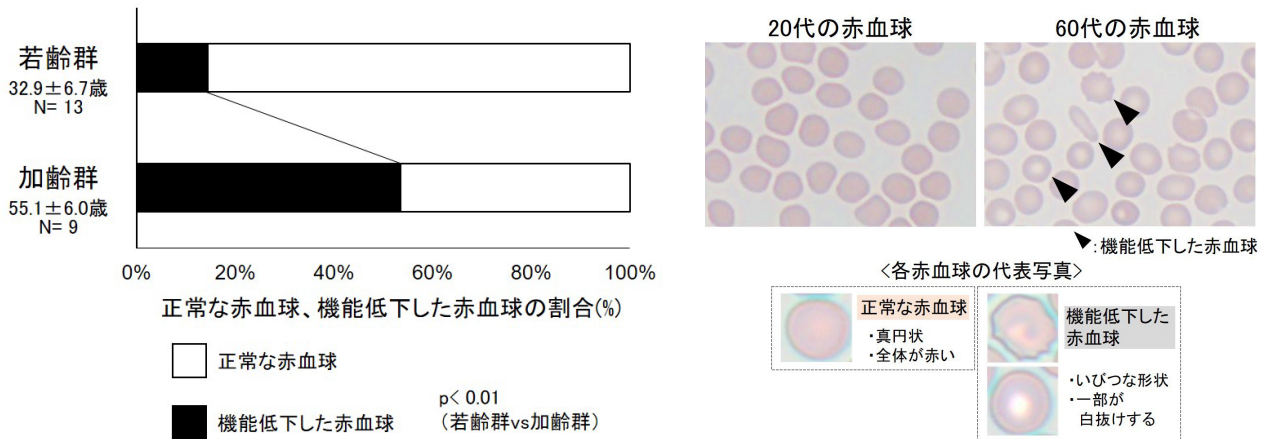 若齢群
32.9±6.7歳
N= 13
加齢群
55.1±6.0歳
N= 9
0%
20%
40%
60%
80%
100%
正常な赤血球、機能低下した赤血球の割合(%)
正常な赤血球
機能低下した赤血球
p< 0.01
(若齢群vs加齢群)
20代の赤血球
60代の赤血球
:機能低下した赤血球
<各赤血球の代表写真>
正常な赤血球
・真円状
・全体が赤い
機能低下した
赤血球
・いびつな形状
・一部が
白抜けする